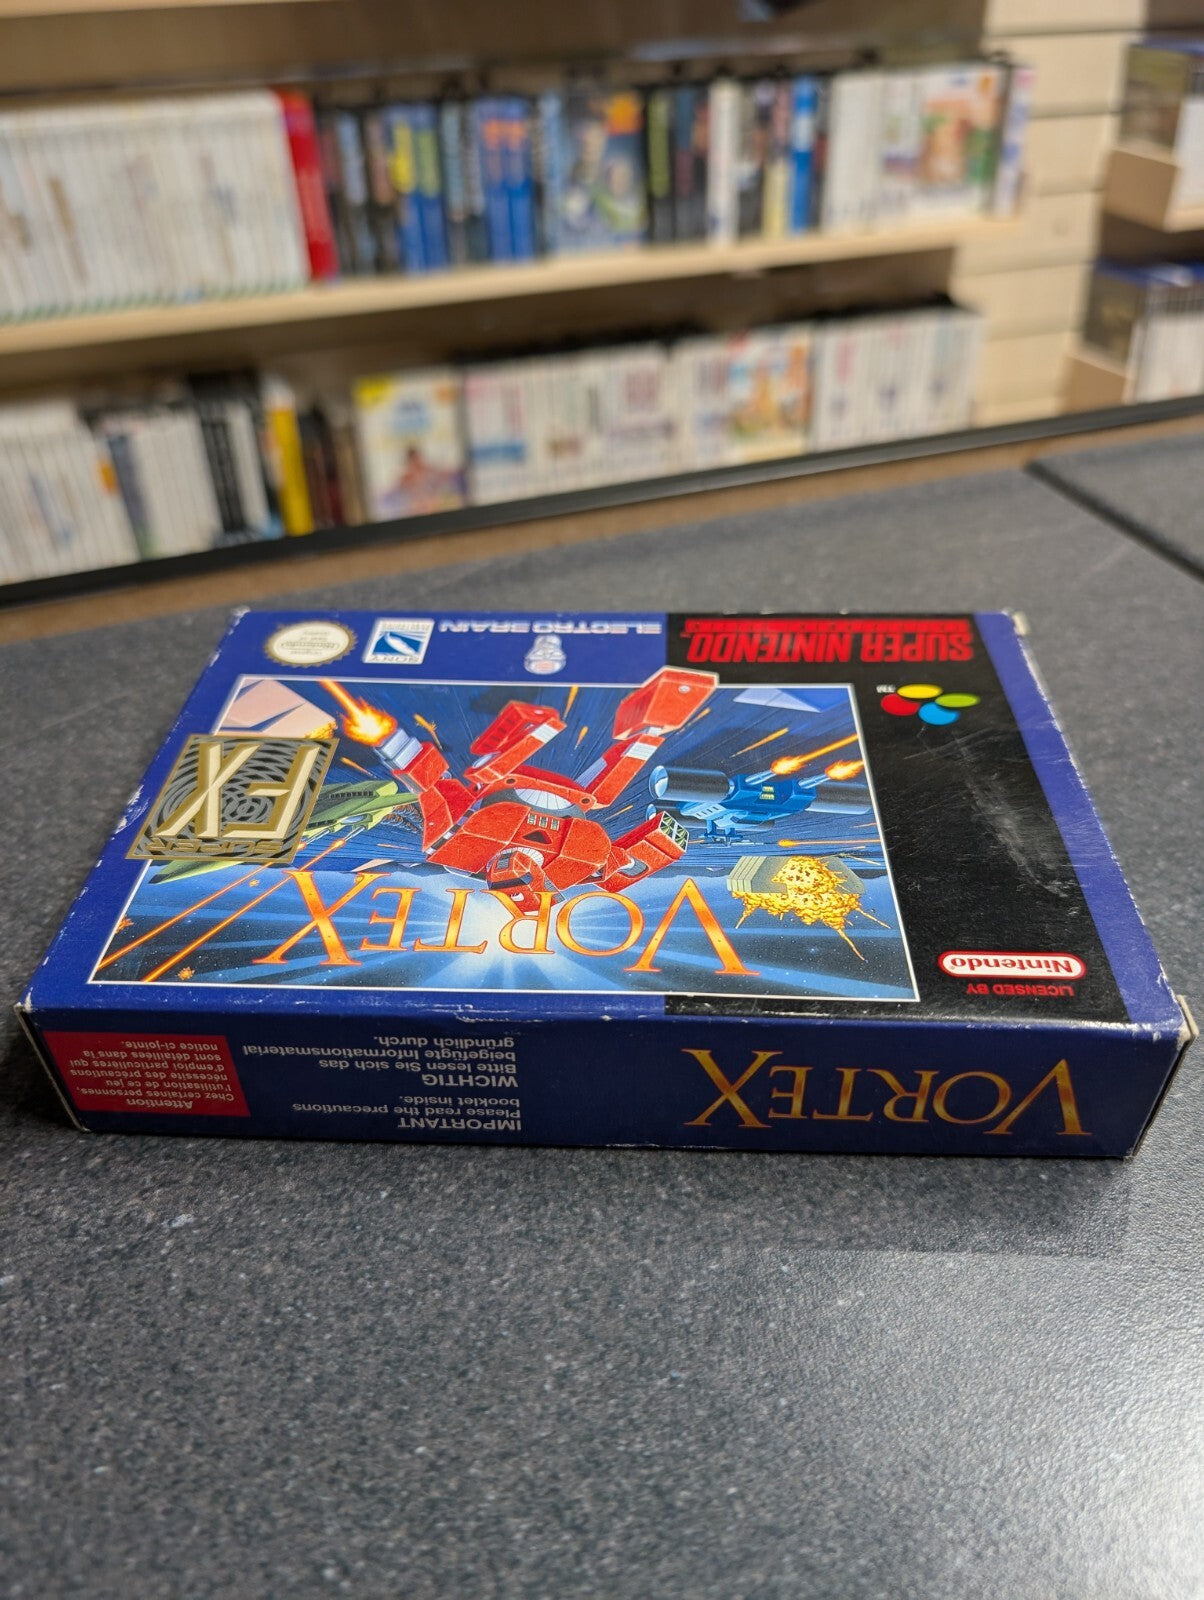 SUPER NINTENDO
TM
LICENSED BY
Nintendo
ELECTRO BRAIN
SONY
VORTEX
SUPER
FX
VORTEX
IMPORTANT
Please read the precautions
booklet inside.
WICHTIG
Bitte lesen Sie sich das
beigefügte Informationsmaterial
gründlich durch.
Attention
Chez certaines personnes,
l'utilisation de ce jeu
nécessite des précautions
d'emploi particulières qui
sont détaillées dans la
notice ci-jointe.